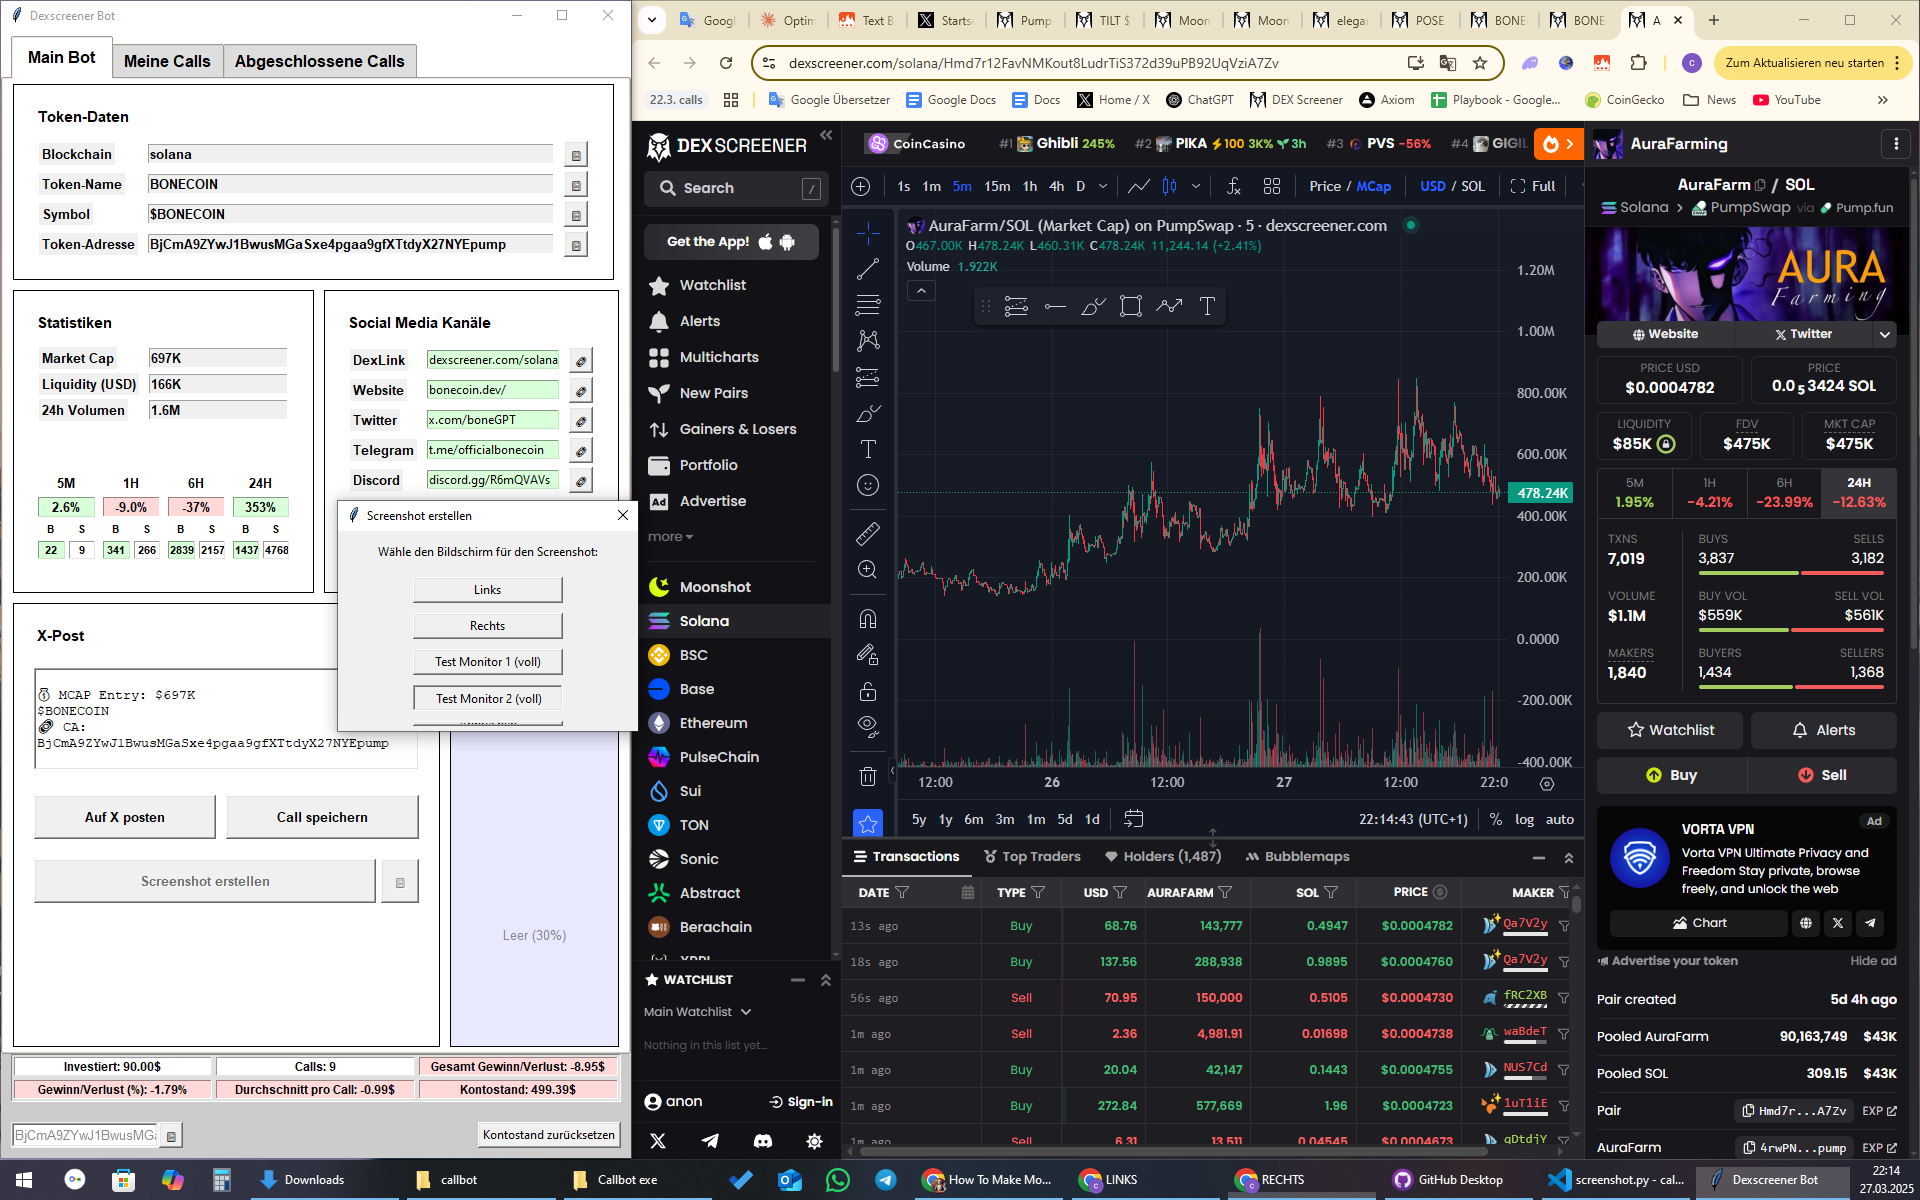 Dexscreener Bot
Main Bot
Meine Calls
Abgeschlossene Calls
Token-Daten
Blockchain
solana
Token-Name
BONECOIN
Symbol
$BONECOIN
Token-Adresse
BjCmA9ZYwJ1BwusMGaSxe4pgaa9gfXTtdyX27NYEpump
Statistiken
Market Cap
697K
Liquidity (USD)
166K
24h Volumen
1.6M
5M 1H 6H 24H
2.6% -9.0% -37% 353%
B S B S B S B S
22 9 341 266 2839 2157 1437 4768
Social Media Kanäle
DexLink
dexscreener.com/solana
Website
bonecoin.dev/
Twitter
x.com/boneGPT
Telegram
t.me/officialbonecoin
Discord
discord.gg/R6mQVAVs
Screenshot erstellen
Wähle den Bildschirm für den Screenshot:
Links
Rechts
Test Monitor 1 (voll)
Test Monitor 2 (voll)
X-Post
MCAP Entry: $697K
$BONECOIN
CA:
BjCmA9ZYwJ1BwusMGaSxe4pgaa9gfXTtdyX27NYEpump
Auf X posten
Call speichern
Screenshot erstellen
Leer (30%)
Investiert: 90.00$
Calls: 9
Gesamt Gewinn/Verlust: -8.95$
Gewinn/Verlust (%): -1.79%
Durchschnitt pro Call: -0.99$
Kontostand: 499.39$
BjCmA9ZYwJ1BwusMGa
Kontostand zurücksetzen
Googl
Optim
Text B
Starts
Pump
TILT $
Moon
Moon
elegan
POSE
BONE
BONE
A
dexscreener.com/solana/Hmd7r12FavNMKout8LudrTiS372d39uPB92UqVziA7Zv
c
Zum Aktualisieren neu starten
22.3. calls
Google Übersetzer
Google Docs
Docs
Home / X
ChatGPT
DEX Screener
Axiom
Playbook - Google...
CoinGecko
News
YouTube
DEX SCREENER
Search
/
Get the App!
Watchlist
Alerts
Multicharts
New Pairs
Gainers & Losers
Portfolio
Ad
Advertise
more
Moonshot
Solana
BSC
Base
Ethereum
PulseChain
Sui
TON
Sonic
Abstract
Berachain
WATCHLIST
Main Watchlist
Nothing in this list yet...
anon
Sign-in
CoinCasino
#1 Ghibli 245%
#2 PIKA 100 3K% 3h
#3 PVS -56%
#4 GIGIL
1s 1m 5m 15m 1h 4h D
Price / MCap
USD / SOL
Full
AuraFarm/SOL (Market Cap) on PumpSwap · 5 · dexscreener.com
O467.00K H478.24K L460.31K C478.24K 11,244.14 (+2.41%)
Volume 1.922K
1.20M
1.00M
800.00K
600.00K
478.24K
400.00K
200.00K
0.0000
-200.00K
-400.00K
12:00 26 12:00 27 12:00 22:0
5y 1y 6m 3m 1m 5d 1d
22:14:43 (UTC+1)
% log auto
Transactions
Top Traders
Holders (1,487)
Bubblemaps
DATE TYPE USD AURAFARM SOL PRICE MAKER
13s ago Buy 68.76 143,777 0.4947 $0.0004782 Qa7V2y
18s ago Buy 137.56 288,938 0.9895 $0.0004760 Qa7V2y
56s ago Sell 70.95 150,000 0.5105 $0.0004730 fRC2XB
1m ago Sell 2.36 4,981.91 0.01698 $0.0004738 waBdeT
1m ago Buy 20.04 42,147 0.1443 $0.0004755 NUS7Cd
1m ago Buy 272.84 577,669 1.96 $0.0004723 1uT1iE
1m ago Sell 6.31 13,511 0.04545 $0.0004673 gDtdjY
AuraFarming
AuraFarm / SOL
Solana > PumpSwap via Pump.fun
AURA
Farming
Website
Twitter
PRICE USD
$0.0004782
PRICE
0.0₅3424 SOL
LIQUIDITY
$85K
FDV
$475K
MKT CAP
$475K
5M
1.95%
1H
-4.21%
6H
-23.99%
24H
-12.63%
TXNS
7,019
BUYS
3,837
SELLS
3,182
VOLUME
$1.1M
BUY VOL
$559K
SELL VOL
$561K
MAKERS
1,840
BUYERS
1,434
SELLERS
1,368
Watchlist
Alerts
Buy
Sell
VORTA VPN
Ad
Vorta VPN Ultimate Privacy and
Freedom Stay private, browse
freely, and unlock the web
Chart
Advertise your token
Hide ad
Pair created
5d 4h ago
Pooled AuraFarm
90,163,749 $43K
Pooled SOL
309.15 $43K
Pair
Hmd7r...A7Zv
EXP
AuraFarm
4rwPN...pump
EXP
Downloads
callbot
Callbot exe
How To Make Mo...
LINKS
RECHTS
GitHub Desktop
screenshot.py - cal...
Dexscreener Bot
22:14
27.03.2025